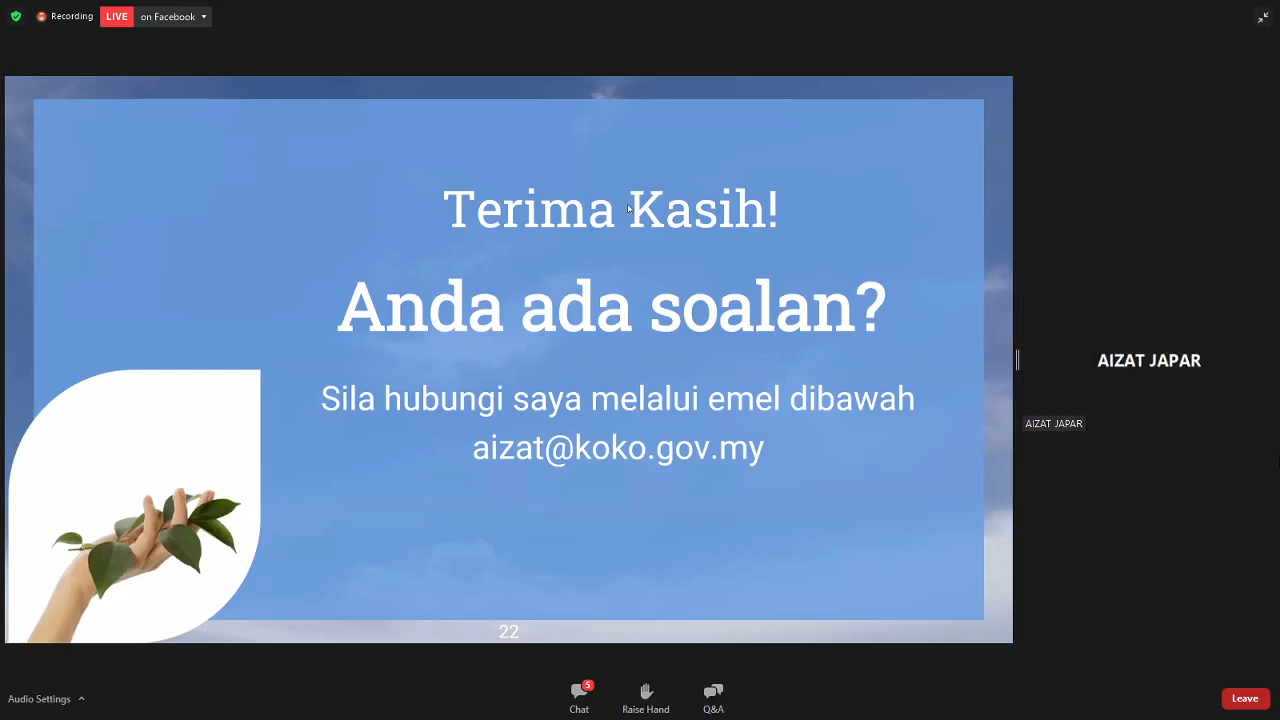 Recording
LIVE
on Facebook
Terima Kasih!
Anda ada soalan?
Sila hubungi saya melalui emel dibawah
aizat@koko.gov.my
22
AIZAT JAPAR
AIZAT JAPAR
Audio Settings
5
Chat
Raise Hand
Q&A
Leave